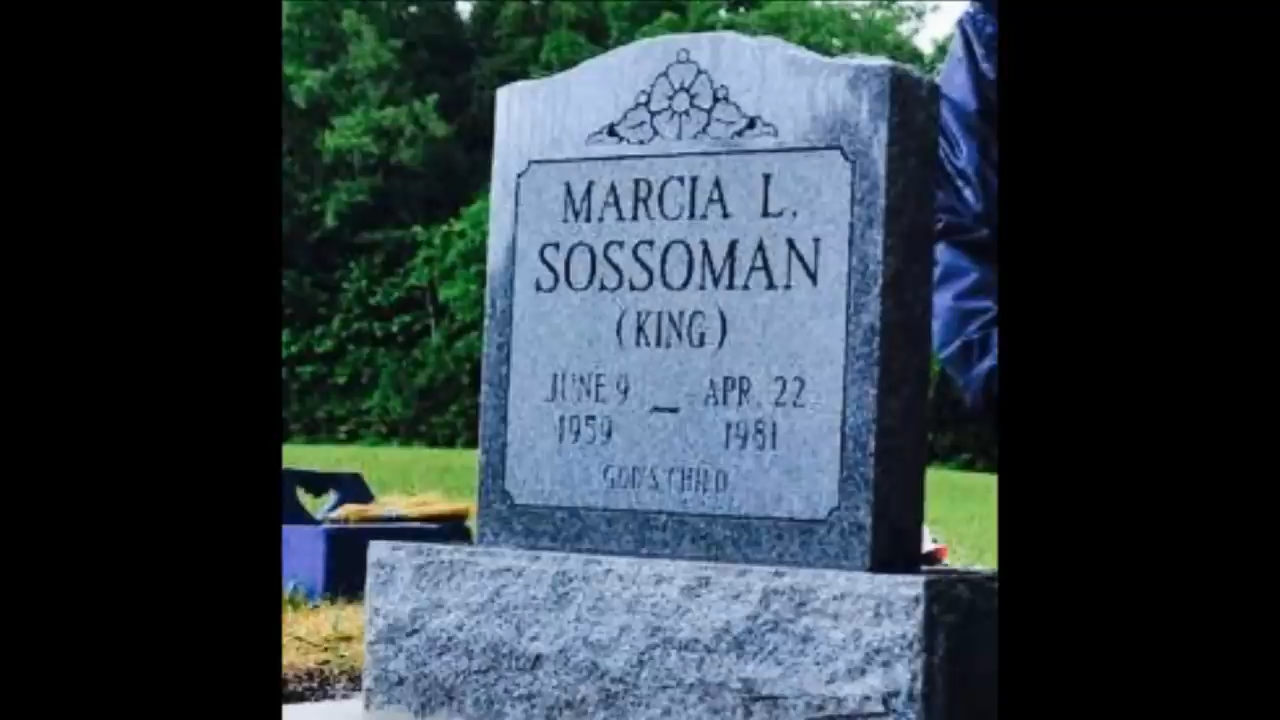 MARCIA L.
SOSSOMAN
(KING)
JUNE 9 — APR. 22
1959 1981
GOD'S CHILD